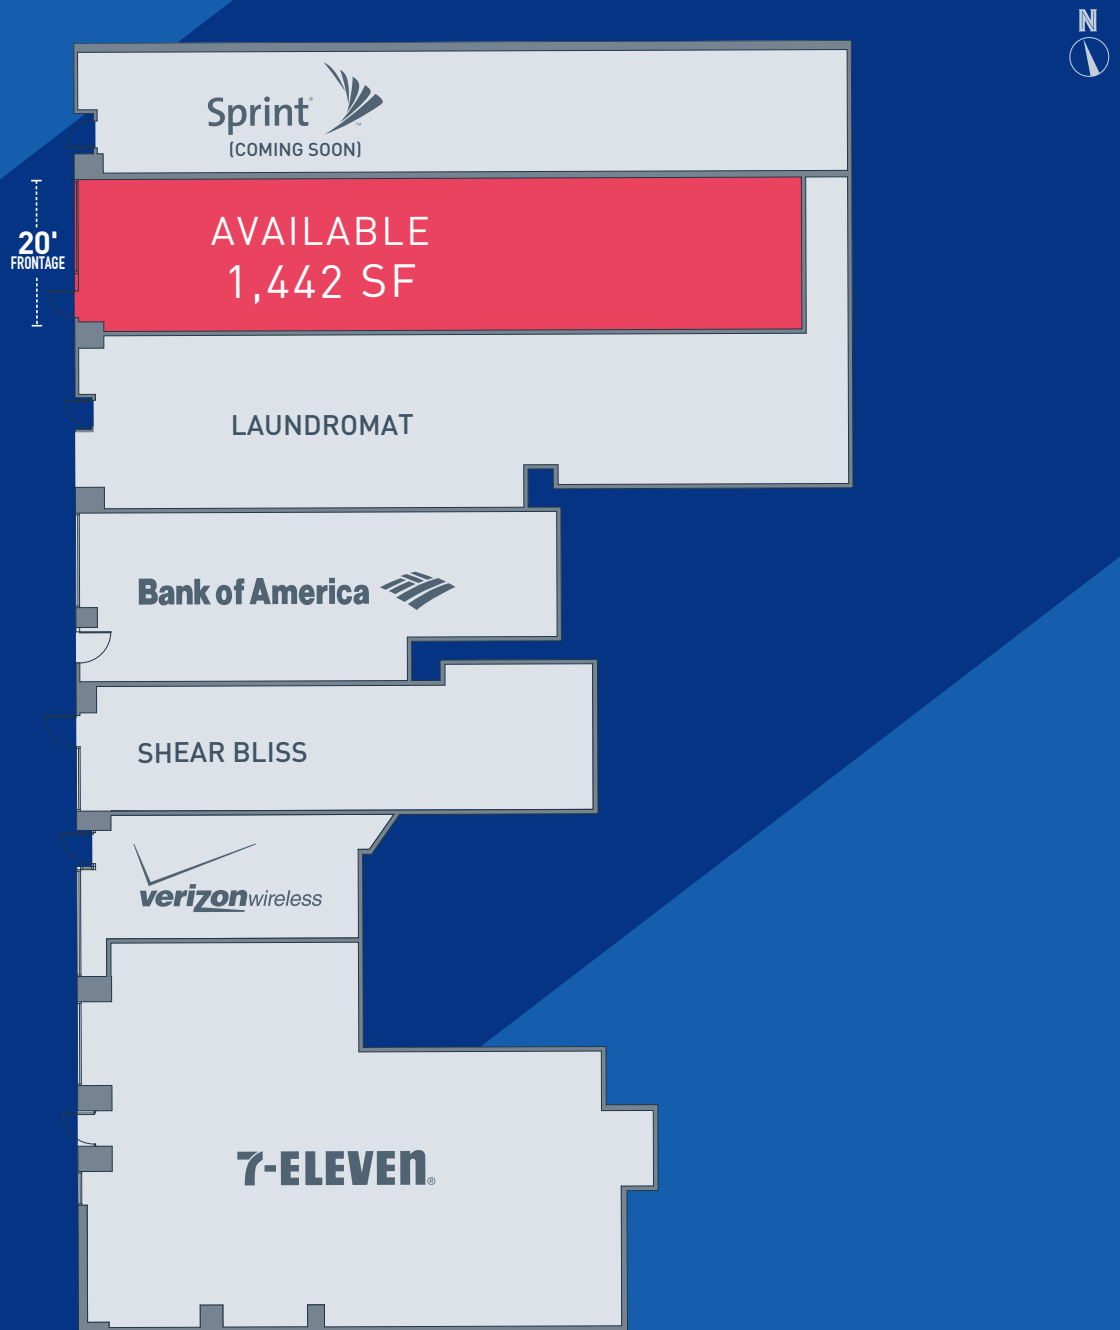 N
Sprint
(COMING SOON)
AVAILABLE
1,442 SF
20'
FRONTAGE
LAUNDROMAT
Bank of America
SHEAR BLISS
verizonwireless
7-ELEVEn®